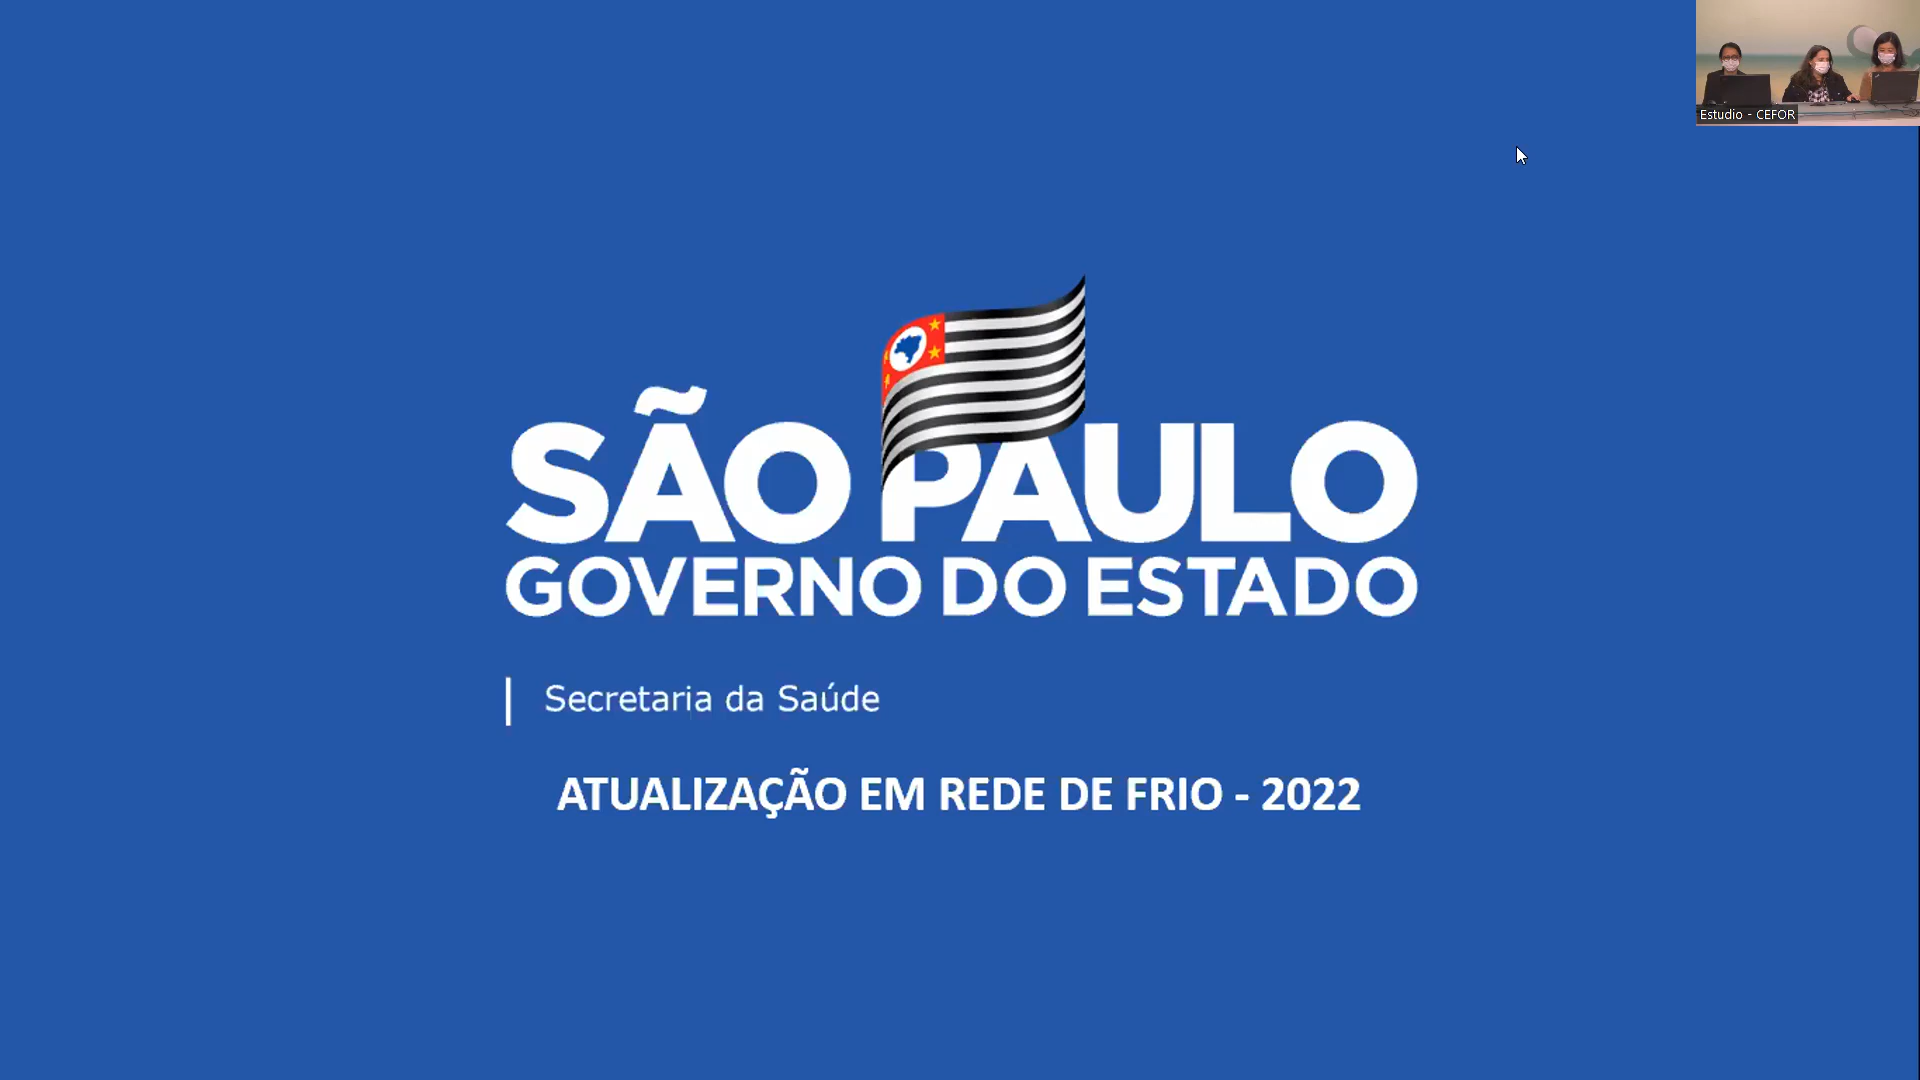 Estudio - CEFOR
SÃO PAULO
GOVERNO DO ESTADO
Secretaria da Saúde
ATUALIZAÇÃO EM REDE DE FRIO - 2022